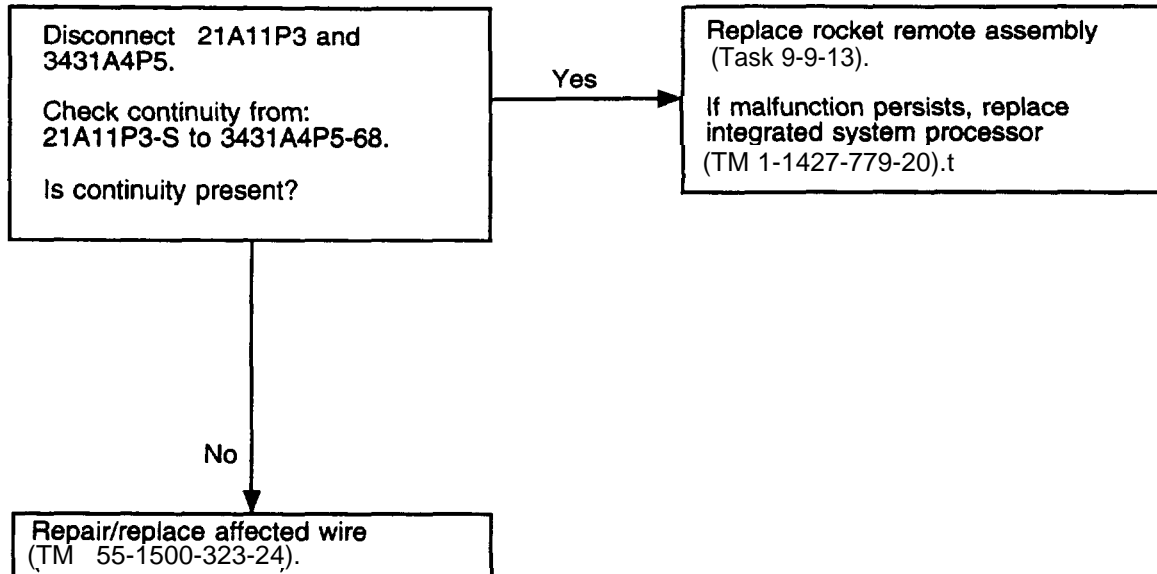 Disconnect 21A11P3 and
3431A4P5.
Check continuity from:
21A11P3-S to 3431A4P5-68.
Is continuity present?
Yes
Replace rocket remote assembly
(Task 9-9-13).
If malfunction persists, replace
integrated system processor
(TM 1-1427-779-20).t
No
Repair/replace affected wire
(TM 55-1500-323-24).